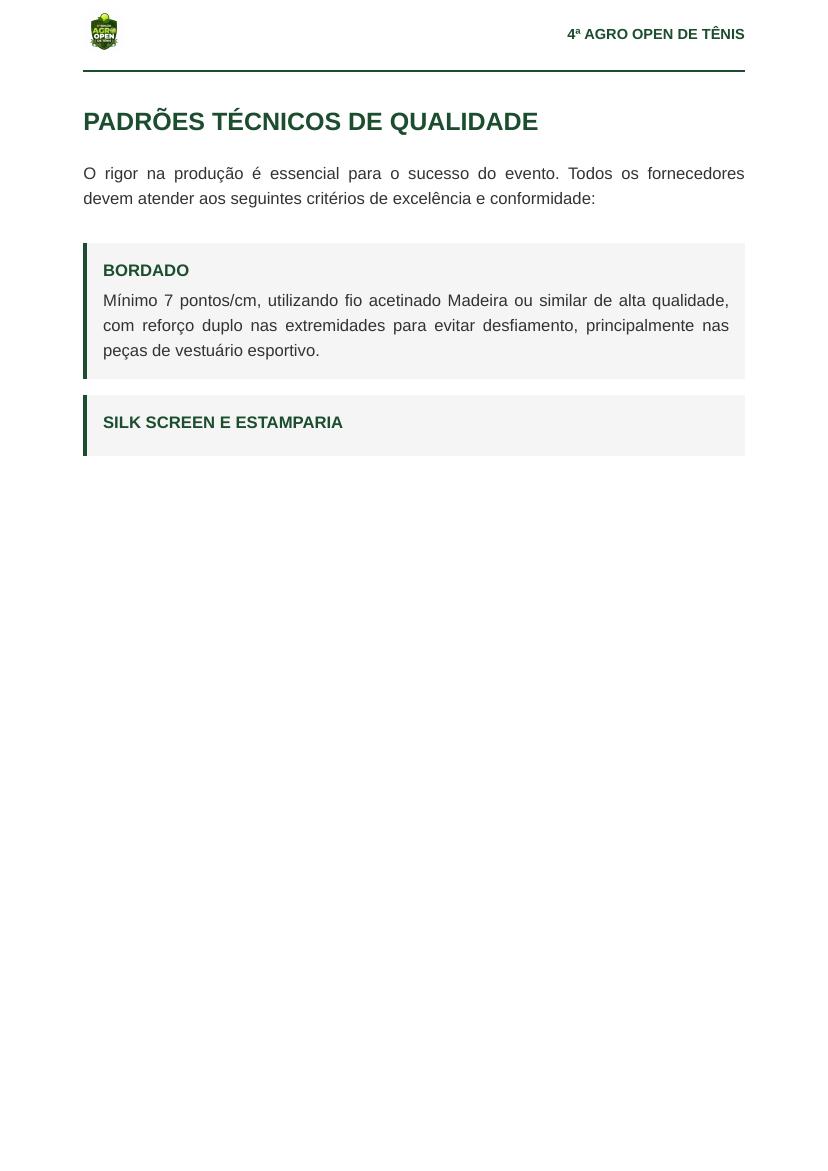 AGRO
OPEN
4ª AGRO OPEN DE TÊNIS
PADRÕES TÉCNICOS DE QUALIDADE
O rigor na produção é essencial para o sucesso do evento. Todos os fornecedores
devem atender aos seguintes critérios de excelência e conformidade:
BORDADO
Mínimo 7 pontos/cm, utilizando fio acetinado Madeira ou similar de alta qualidade,
com reforço duplo nas extremidades para evitar desfiamento, principalmente nas
peças de vestuário esportivo.
SILK SCREEN E ESTAMPARIA